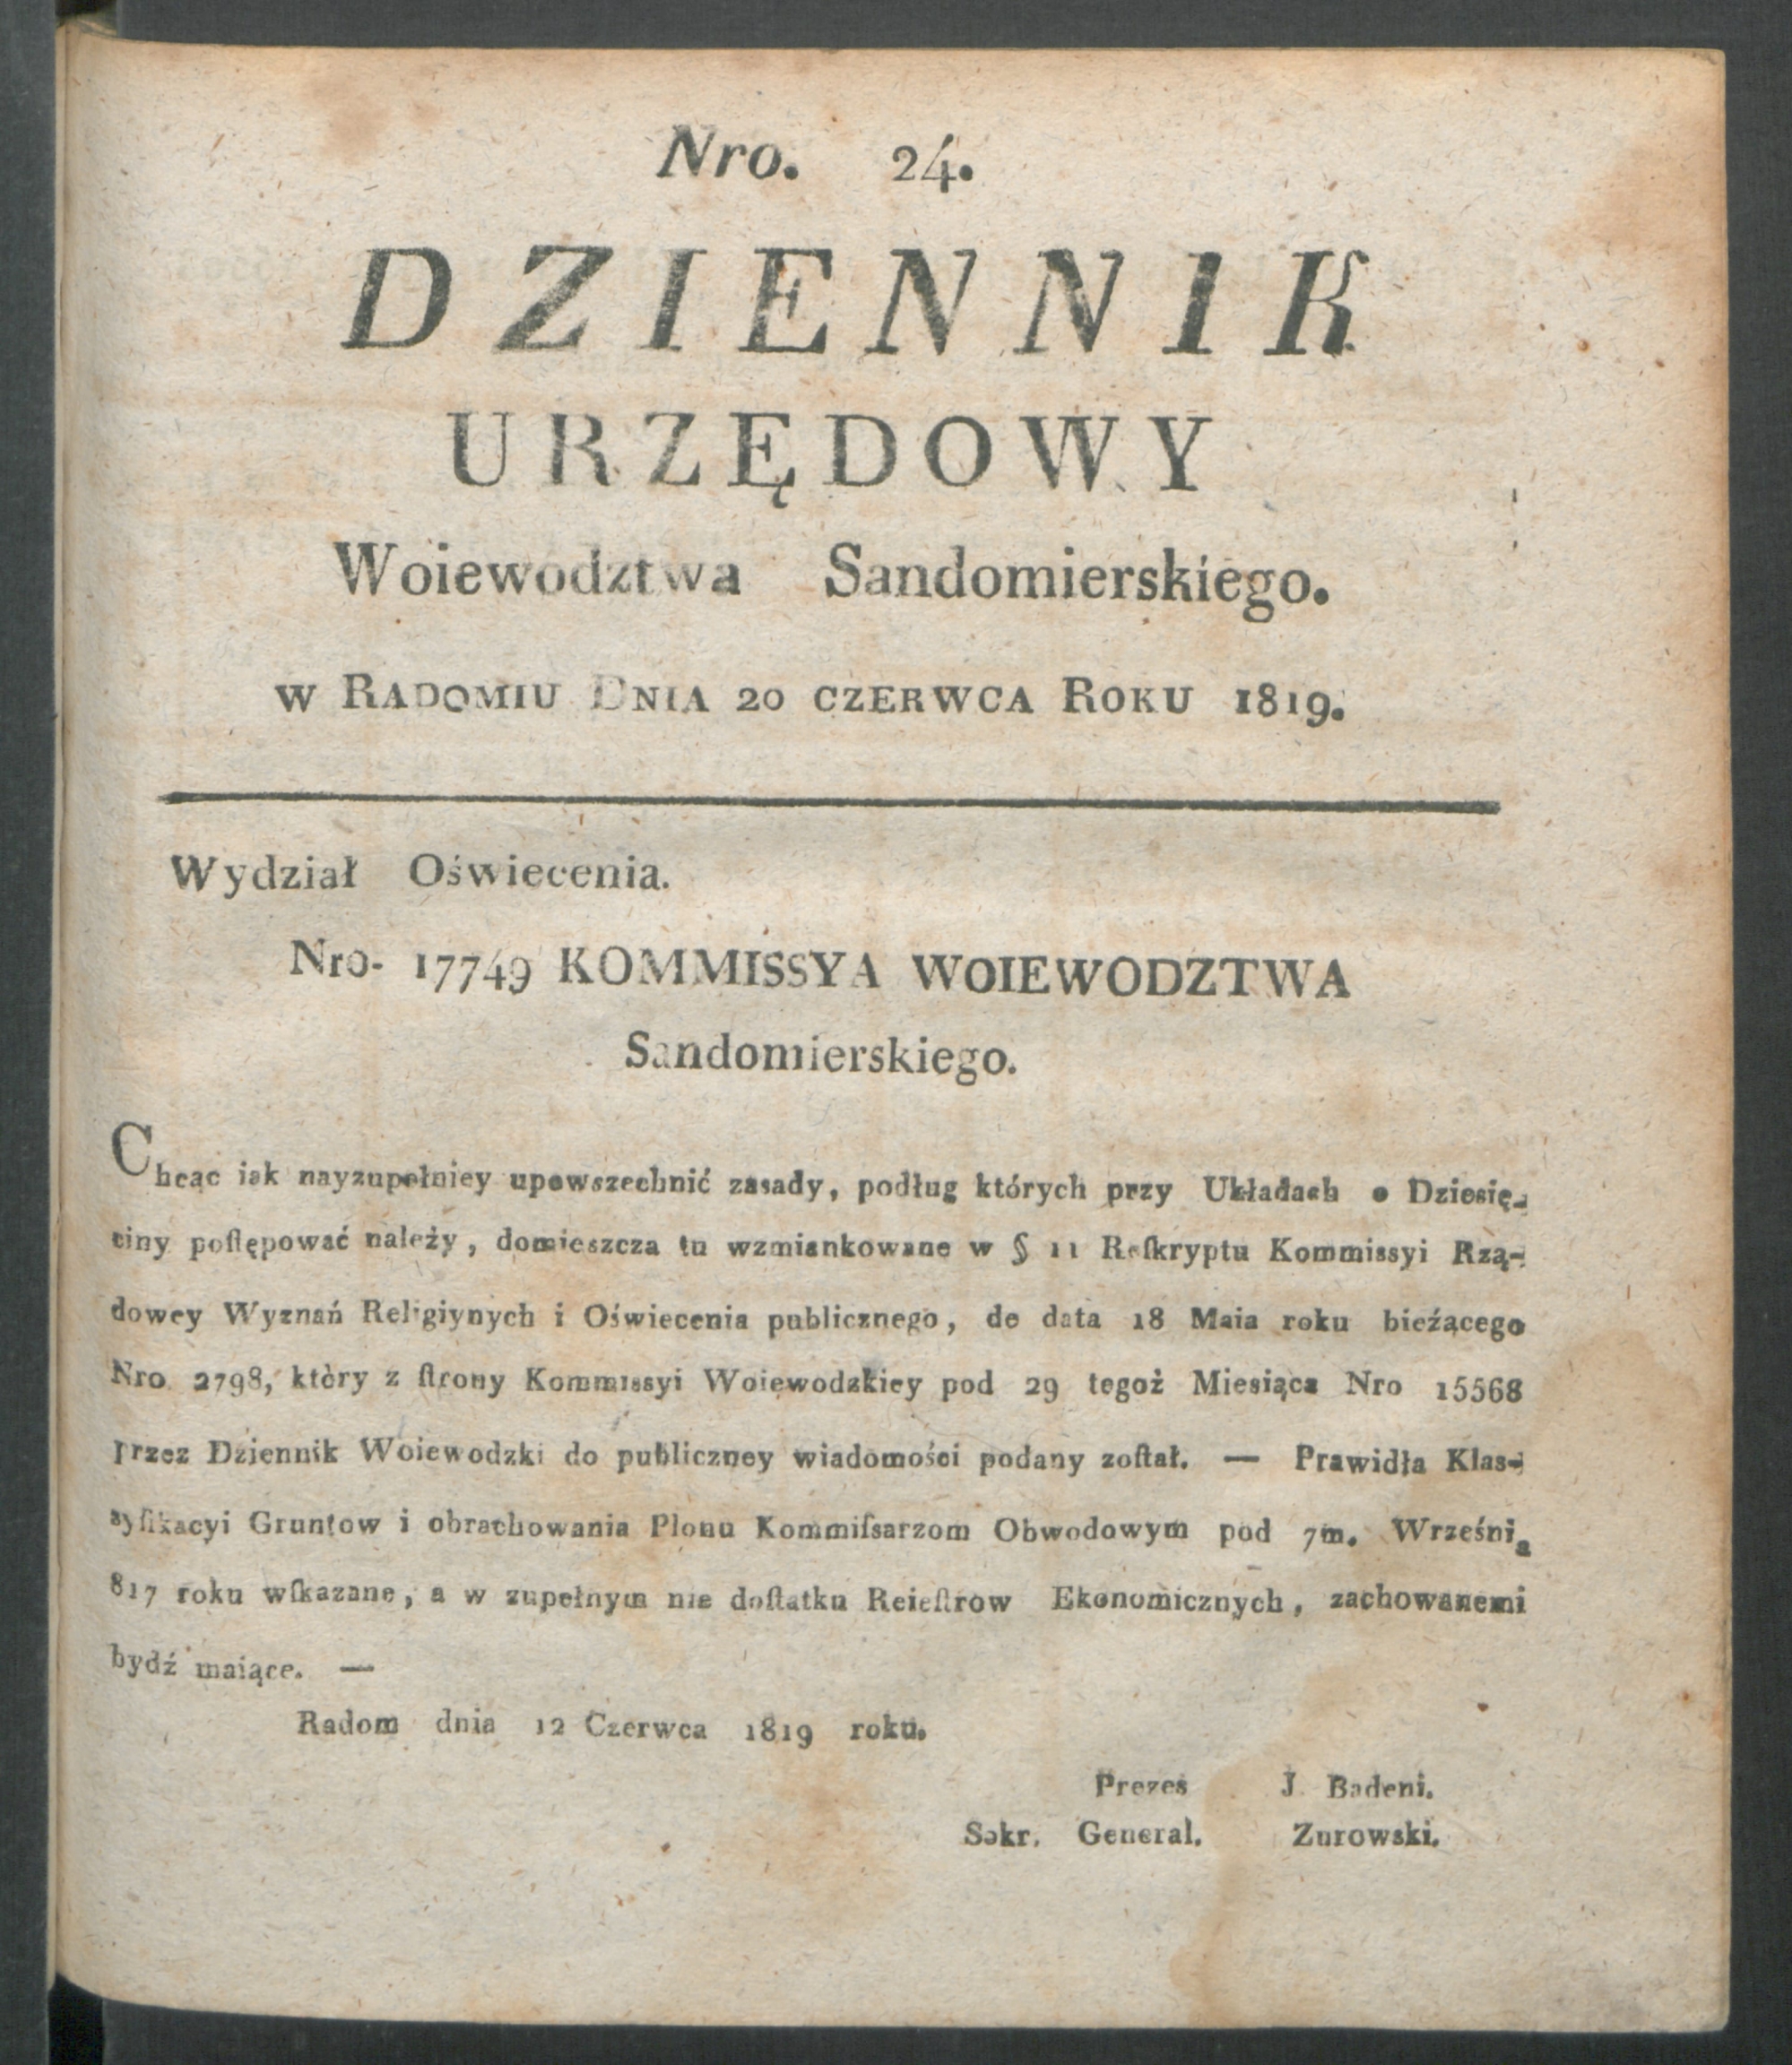 Nro. 24.
DZIENNIK
URZĘDOWY
Woiewodztwa Sandomierskiego.
w Radomiu Dnia 20 czerwca Roku 1819.
Wydział Oświecenia.
Nro- 17749 KOMMISSYA WOIEWODZTWA
Sandomierskiego.
Chcąc iak nayzupełniey upowszechnić zasady, podług których przy Układach o Dziesię-
ciny poſtępować należy, domieszcza tu wzmiankowane w § 11 Reſkryptu Kommissyi Rzą-
dowey Wyznań Religiynych i Oświecenia publicznego, de data 18 Maia roku bieźącego
Nro 2798, ktòry z ſtrony Kommissyi Woiewodzkiey pod 29 tegoż Miesiąca Nro 15568
przez Dziennik Woiewodzki do publiczney wiadomości podany zoſtał. — Prawidła Klas-
syfikacyi Gruntow i obrachowania Plonu Kommiſsarzom Obwodowym pod 7m. Września
817 roku wſkazane, a w zupełnym nie doſtatku Reieſtrow Ekonomicznych, zachowanemi
bydź maiące. —
Radom dnia 12 Czerwca 1819 roku.
Prezes J. Badeni.
Sekr. General. Zurowski.